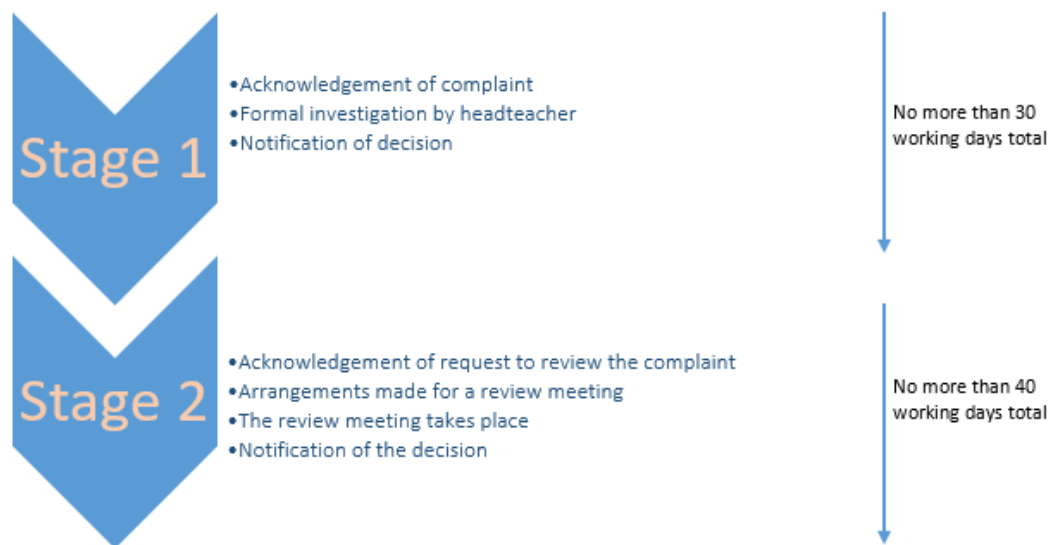 Stage 1
•Acknowledgement of complaint
•Formal investigation by headteacher
•Notification of decision
No more than 30
working days total
Stage 2
•Acknowledgement of request to review the complaint
•Arrangements made for a review meeting
•The review meeting takes place
•Notification of the decision
No more than 40
working days total